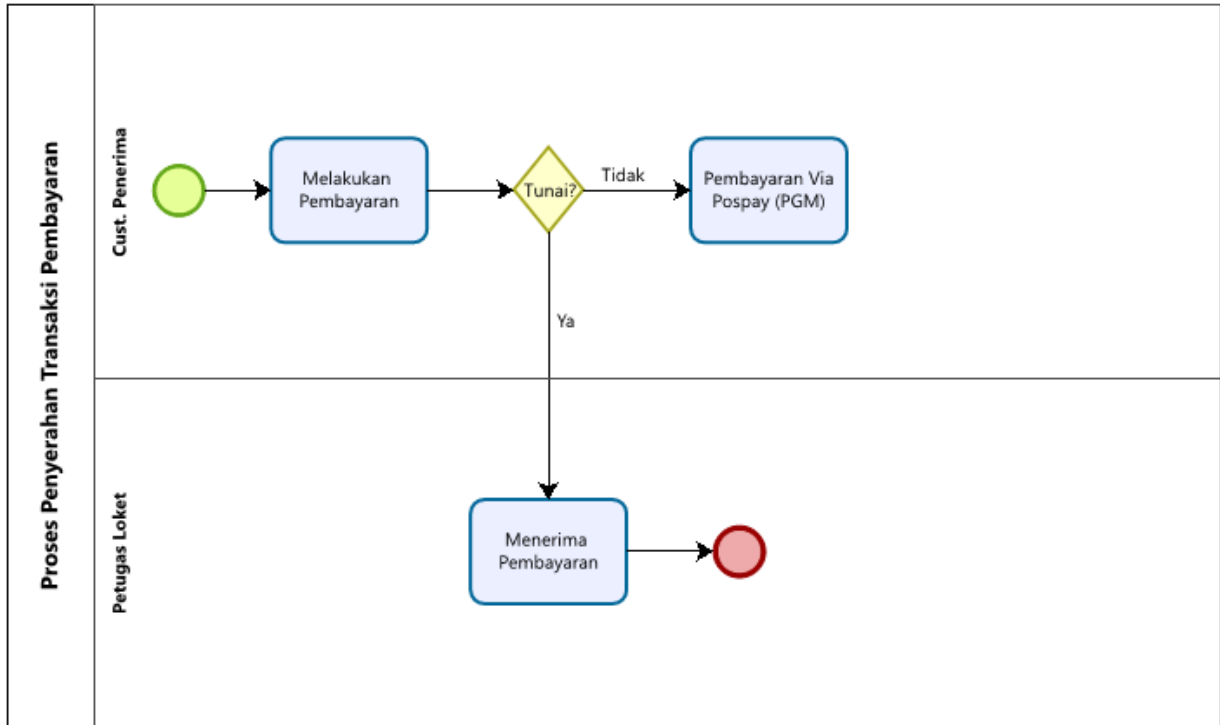 Proses Penyerahan Transaksi Pembayaran
Cust. Penerima
Melakukan
Pembayaran
Tunai?
Tidak
Pembayaran Via
Pospay (PGM)
Ya
Petugas Loket
Menerima
Pembayaran